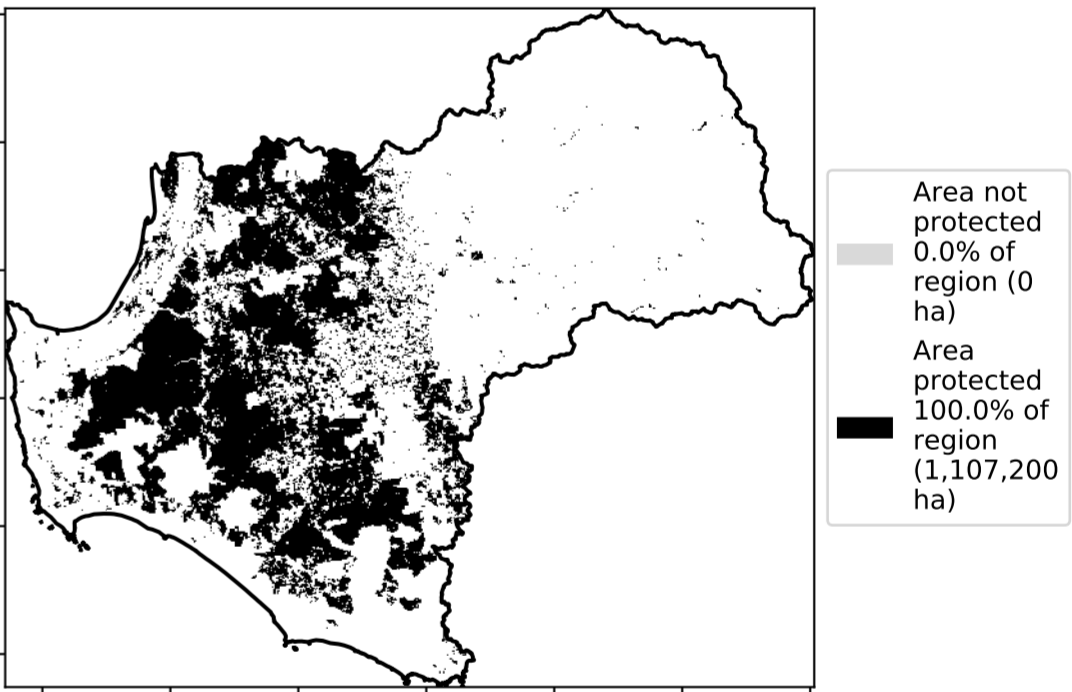 Area not
protected
0.0% of
region (0
ha)
Area
protected
100.0% of
region
(1,107,200
ha)